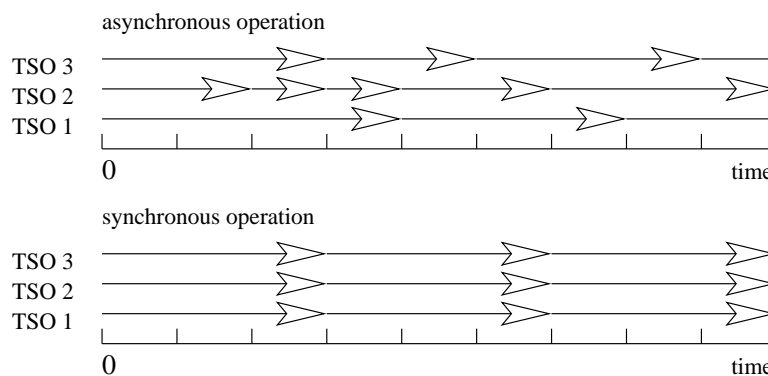 asynchronous operation
TSO 3
TSO 2
TSO 1
0 time
synchronous operation
TSO 3
TSO 2
TSO 1
0 time